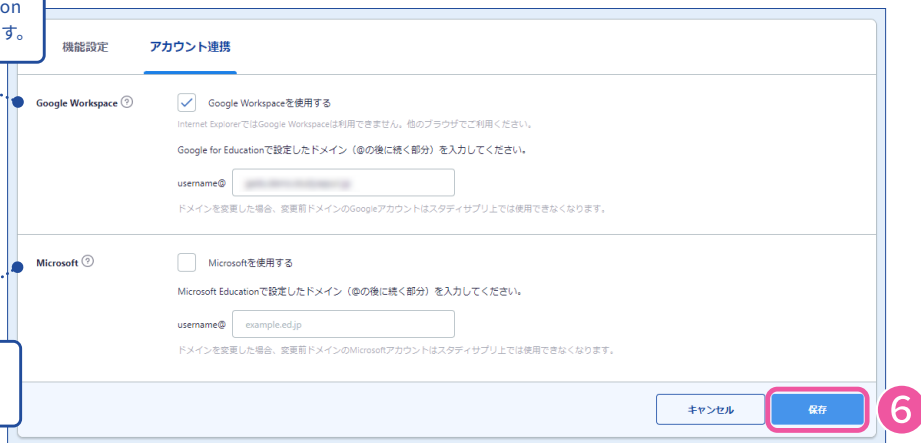 on
す。
機能設定 アカウント連携
Google Workspace ? Google Workspaceを使用する
Internet ExplorerではGoogle Workspaceは利用できません。他のブラウザでご利用ください。
Google for Educationで設定したドメイン（@の後に続く部分）を入力してください。
username@
ドメインを変更した場合、変更前ドメインのGoogleアカウントはスタディサプリ上では使用できなくなります。
Microsoft ? Microsoftを使用する
Microsoft Educationで設定したドメイン（@の後に続く部分）を入力してください。
username@ example.ed.jp
ドメインを変更した場合、変更前ドメインのMicrosoftアカウントはスタディサプリ上では使用できなくなります。
キャンセル 保存 6